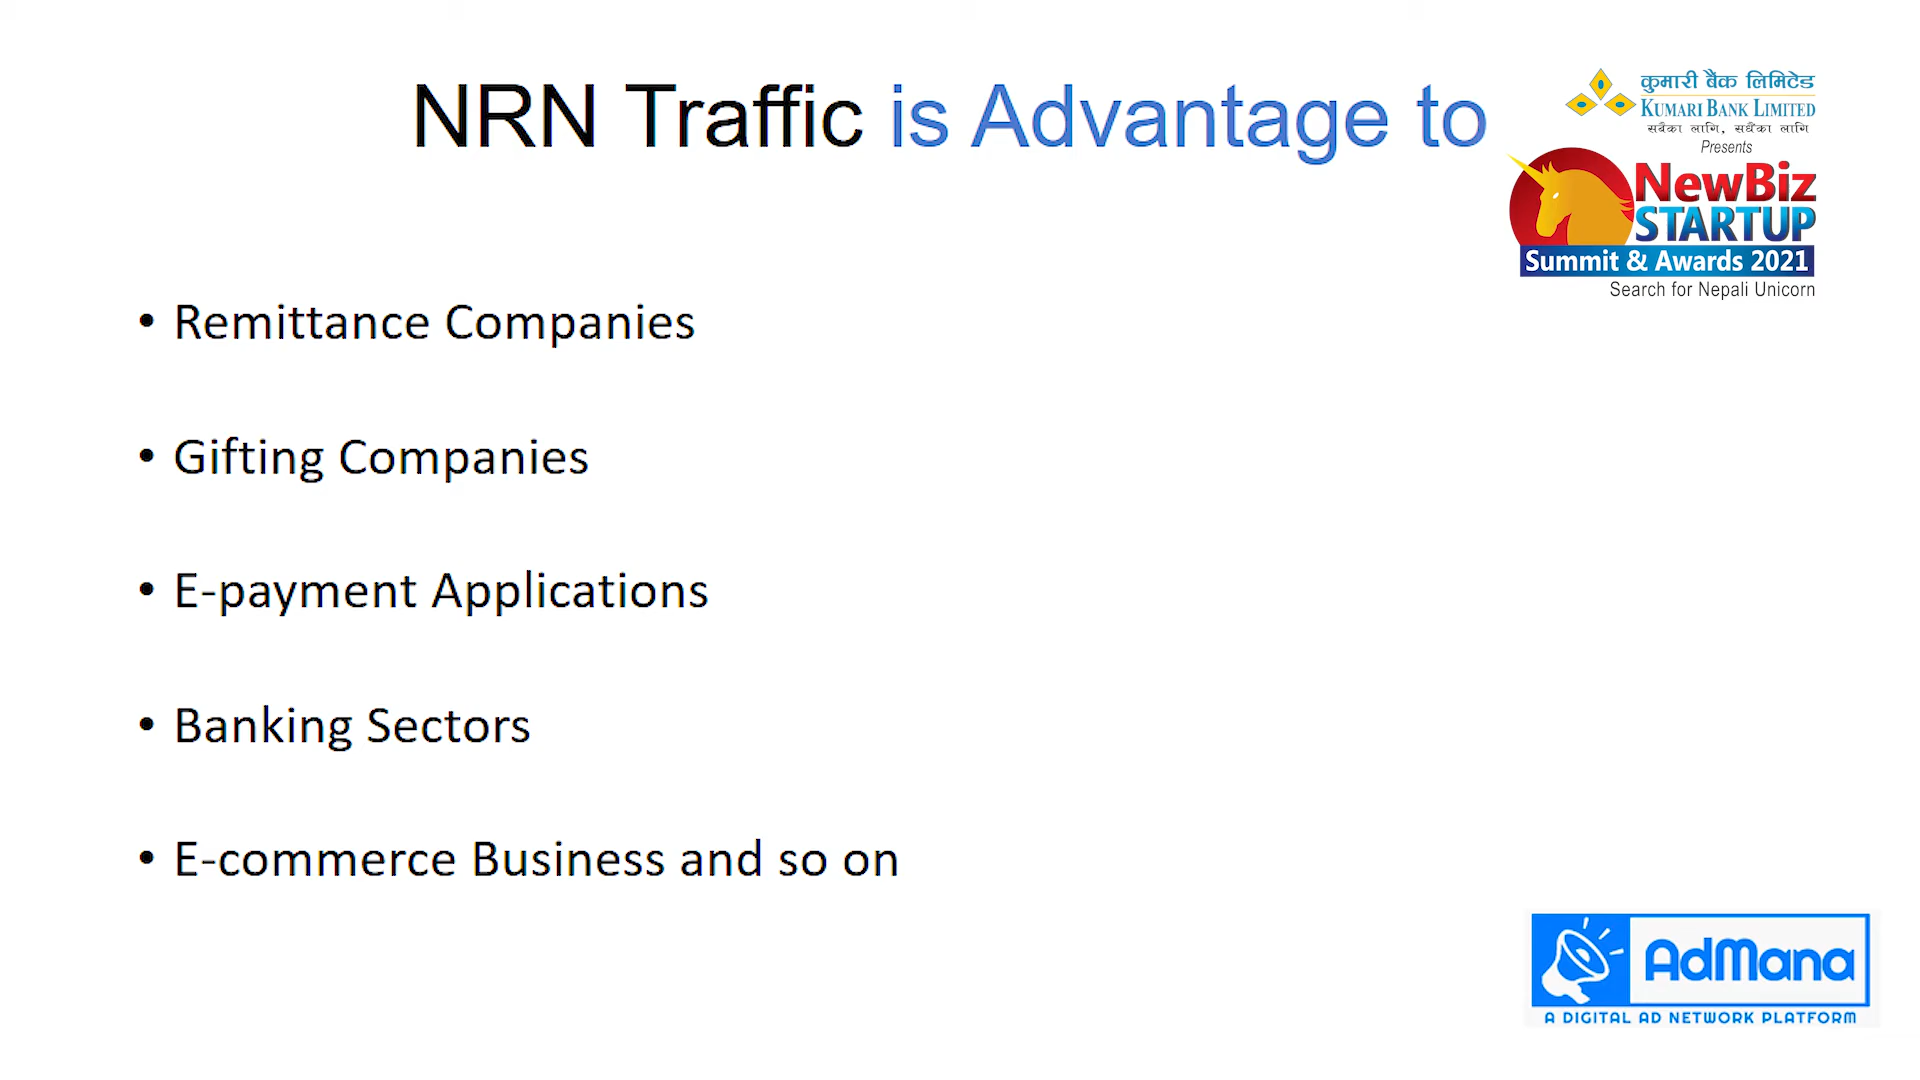 NRN Traffic is Advantage to
कुमारी बैंक लिमिटेड
KUMARI BANK LIMITED
सबैका लागि, सधैंका लागि
Presents
NewBiz
STARTUP
Summit & Awards 2021
Search for Nepali Unicorn
• Remittance Companies
• Gifting Companies
• E-payment Applications
• Banking Sectors
• E-commerce Business and so on
AdMana
A DIGITAL AD NETWORK PLATFORM